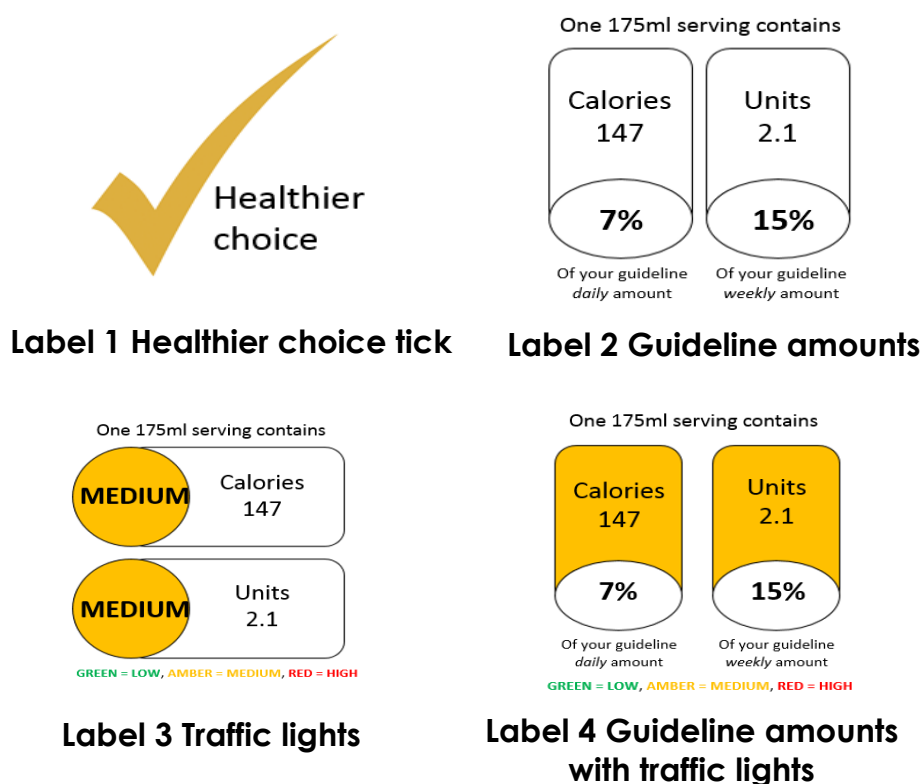 Healthier
choice
Label 1 Healthier choice tick
One 175ml serving contains
Calories
147
7%
Of your guideline
daily amount
Units
2.1
15%
Of your guideline
weekly amount
Label 2 Guideline amounts
One 175ml serving contains
MEDIUM
Calories
147
MEDIUM
Units
2.1
GREEN = LOW, AMBER = MEDIUM, RED = HIGH
Label 3 Traffic lights
One 175ml serving contains
Calories
147
7%
Of your guideline
daily amount
Units
2.1
15%
Of your guideline
weekly amount
GREEN = LOW, AMBER = MEDIUM, RED = HIGH
Label 4 Guideline amounts
with traffic lights